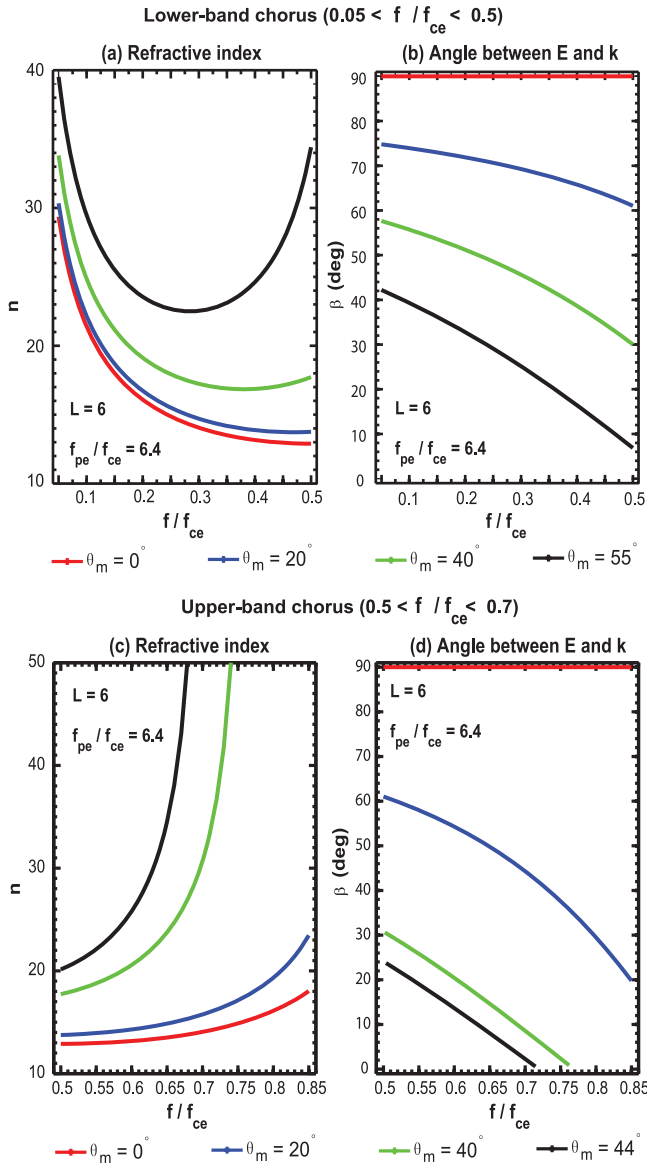 Lower-band chorus (0.05 < f / f_ce < 0.5)
(a) Refractive index
(b) Angle between E and k
40
30
20
10
n
L = 6
f_pe / f_ce = 6.4
0.1 0.2 0.3 0.4 0.5
f / f_ce
90
80
70
60
50
40
30
20
10
0
β (deg)
L = 6
f_pe / f_ce = 6.4
0.1 0.2 0.3 0.4 0.5
f / f_ce
θ_m = 0° θ_m = 20° θ_m = 40° θ_m = 55°
Upper-band chorus (0.5 < f / f_ce < 0.7)
(c) Refractive index
(d) Angle between E and k
50
40
30
20
10
n
L = 6
f_pe / f_ce = 6.4
0.5 0.55 0.6 0.65 0.7 0.75 0.8 0.85
f / f_ce
90
80
70
60
50
40
30
20
10
0
β (deg)
L = 6
f_pe / f_ce = 6.4
0.5 0.55 0.6 0.65 0.7 0.75 0.8 0.85
f / f_ce
θ_m = 0° θ_m = 20° θ_m = 40° θ_m = 44°